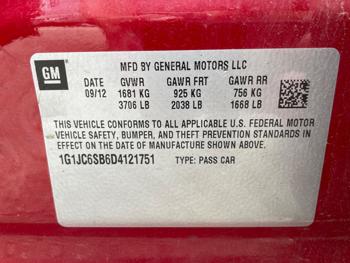 GM
MFD BY GENERAL MOTORS LLC
DATE GVWR GAWR FRT GAWR RR
09/12 1681 KG 925 KG 756 KG
3706 LB 2038 LB 1668 LB
THIS VEHICLE CONFORMS TO ALL APPLICABLE U.S. FEDERAL MOTOR
VEHICLE SAFETY, BUMPER, AND THEFT PREVENTION STANDARDS IN
EFFECT ON THE DATE OF MANUFACTURE SHOWN ABOVE.
1G1JC6SB6D4121751 TYPE: PASS CAR